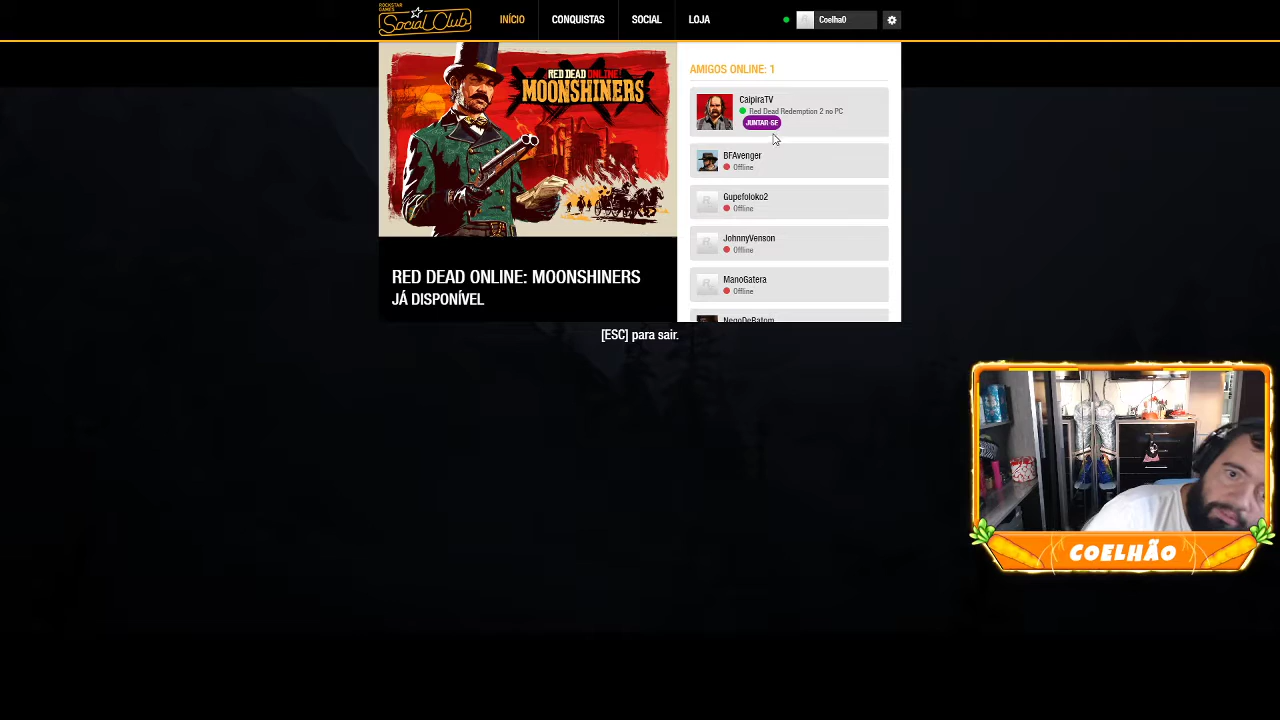 ROCKSTAR
GAMES
Social Club
INÍCIO
CONQUISTAS
SOCIAL
LOJA
Coelha0
RED DEAD ONLINE!
MOONSHINERS
RED DEAD ONLINE: MOONSHINERS
JÁ DISPONÍVEL
AMIGOS ONLINE: 1
CaipiraTV
Red Dead Redemption 2 no PC
JUNTAR-SE
BFAvenger
Offline
Gupefoloko2
Offline
JohnnyVenson
Offline
ManoGatera
Offline
NegoDeBatom
[ESC] para sair.
COELHÃO